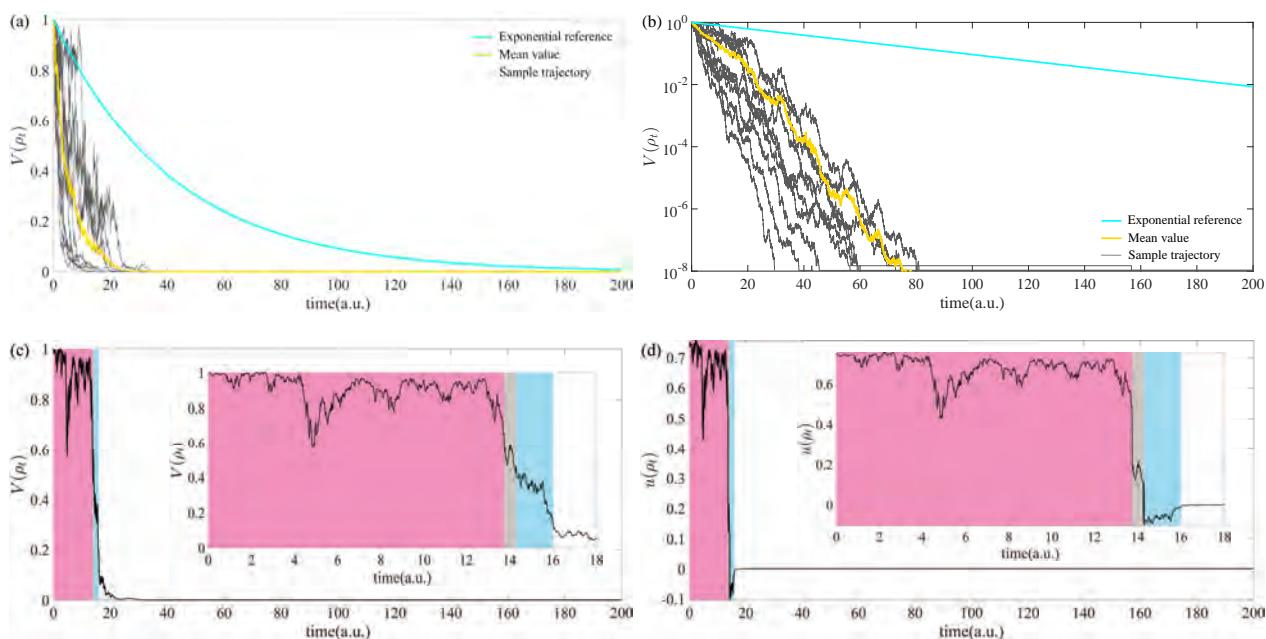 (a)
1
0.8
0.6
0.4
0.2
0
V(ρt)
Exponential reference
Mean value
Sample trajectory
0 20 40 60 80 100 120 140 160 180 200
time(a.u.)
(b)
10^0
10^-2
10^-4
10^-6
10^-8
V(ρt)
Exponential reference
Mean value
Sample trajectory
0 20 40 60 80 100 120 140 160 180 200
time(a.u.)
(c)
1
0.8
0.6
0.4
0.2
0
V(ρt)
1
0.8
0.6
0.4
0.2
0
V(ρt)
0 2 4 6 8 10 12 14 16 18
time(a.u.)
0 20 40 60 80 100 120 140 160 180 200
time(a.u.)
(d)
0.7
0.6
0.5
0.4
0.3
0.2
0.1
0
-0.1
u(ρt)
0.6
0.4
0.2
0
u(ρt)
0 2 4 6 8 10 12 14 16 18
time(a.u.)
0 20 40 60 80 100 120 140 160 180 200
time(a.u.)